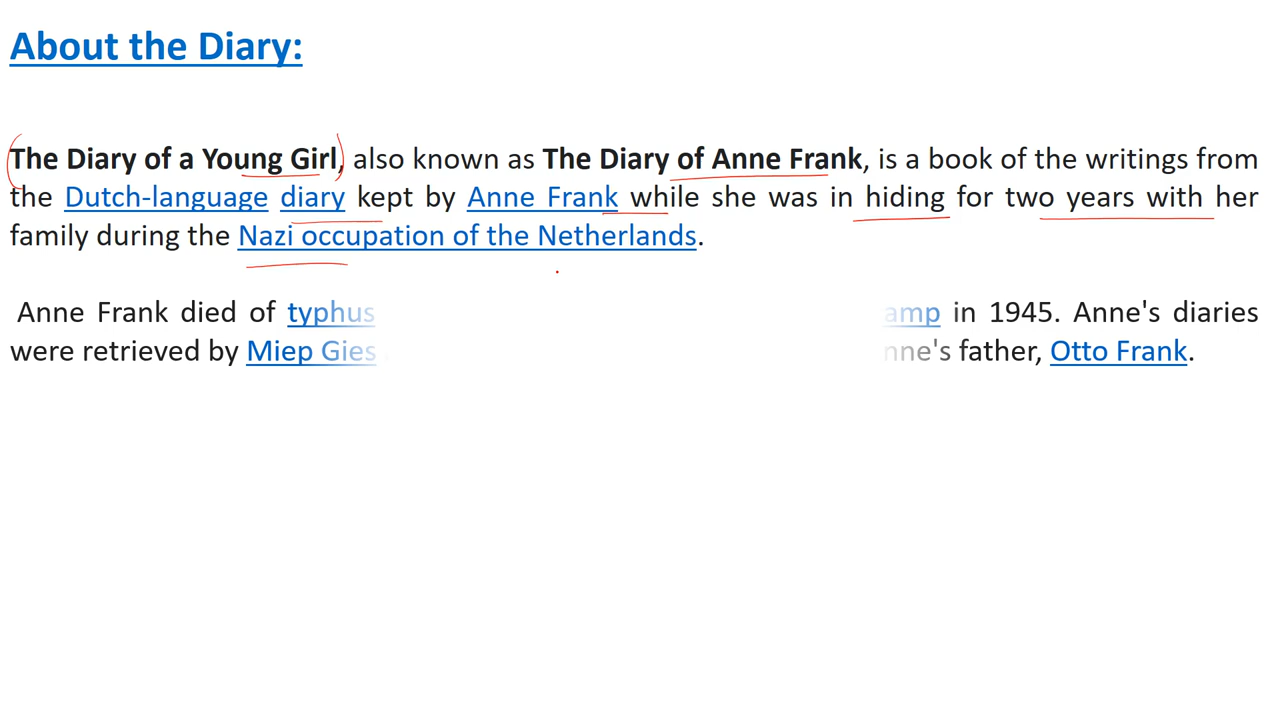 About the Diary:
The Diary of a Young Girl, also known as The Diary of Anne Frank, is a book of the writings from
the Dutch-language diary kept by Anne Frank while she was in hiding for two years with her
family during the Nazi occupation of the Netherlands.
Anne Frank died of typhus amp in 1945. Anne's diaries
were retrieved by Miep Gies nne's father, Otto Frank.